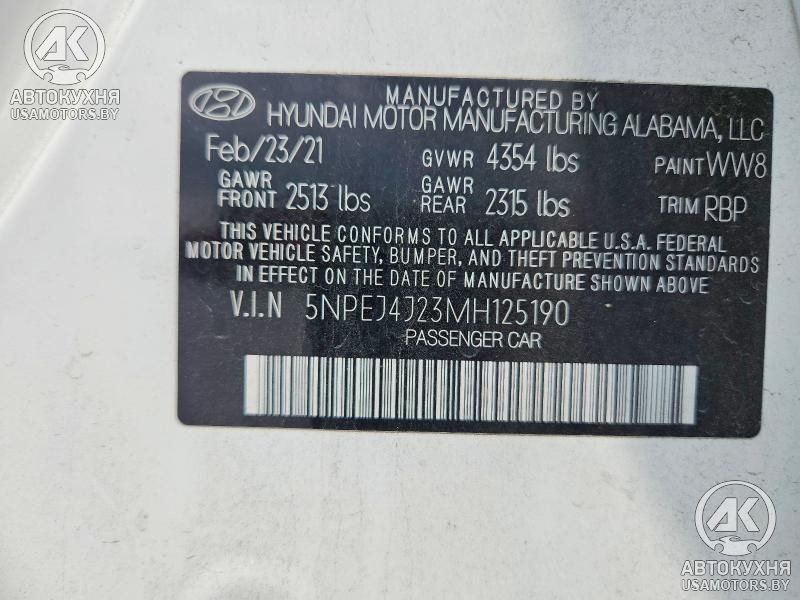 AK
АВТОКУХНЯ
USAMOTORS.BY
MANUFACTURED BY
HYUNDAI MOTOR MANUFACTURING ALABAMA, LLC
Feb/23/21 GVWR 4354 lbs PAINT WW8
GAWR FRONT 2513 lbs GAWR REAR 2315 lbs TRIM RBP
THIS VEHICLE CONFORMS TO ALL APPLICABLE U.S.A. FEDERAL
MOTOR VEHICLE SAFETY, BUMPER, AND THEFT PREVENTION STANDARDS
IN EFFECT ON THE DATE OF MANUFACTURE SHOWN ABOVE
V.I.N 5NPEJ4J23MH125190
PASSENGER CAR
AK
АВТОКУХНЯ
USAMOTORS.BY